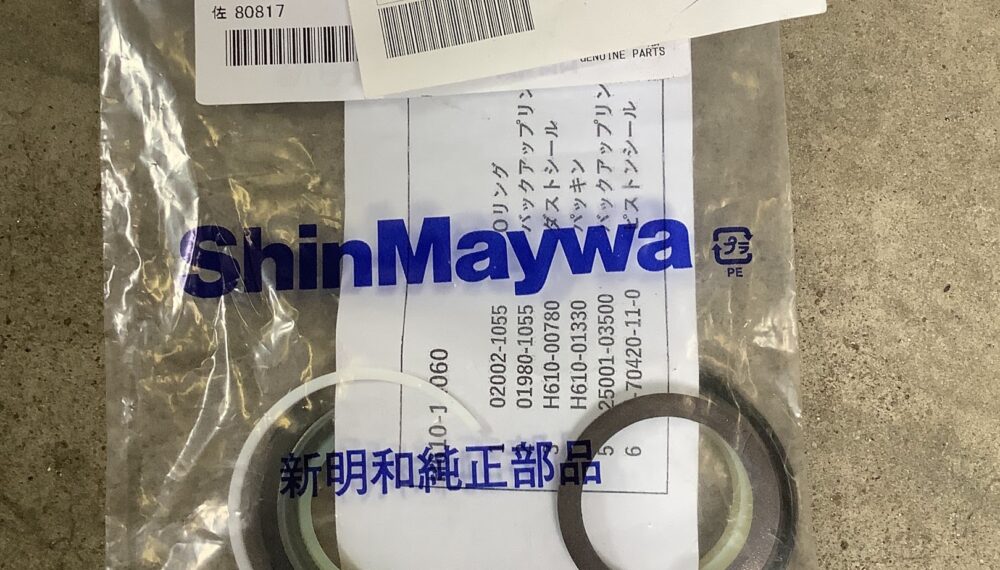 佐 80817
GENUINE PARTS
ShinMaywa
プラ
PE
新明和純正部品
02002-1055 Oリング
01980-1055 バックアップリン
H610-00780 ダストシール
H610-01330 パッキン
5 25001-03500 バックアップリン
6 -70420-11-0 ピストンシール
060